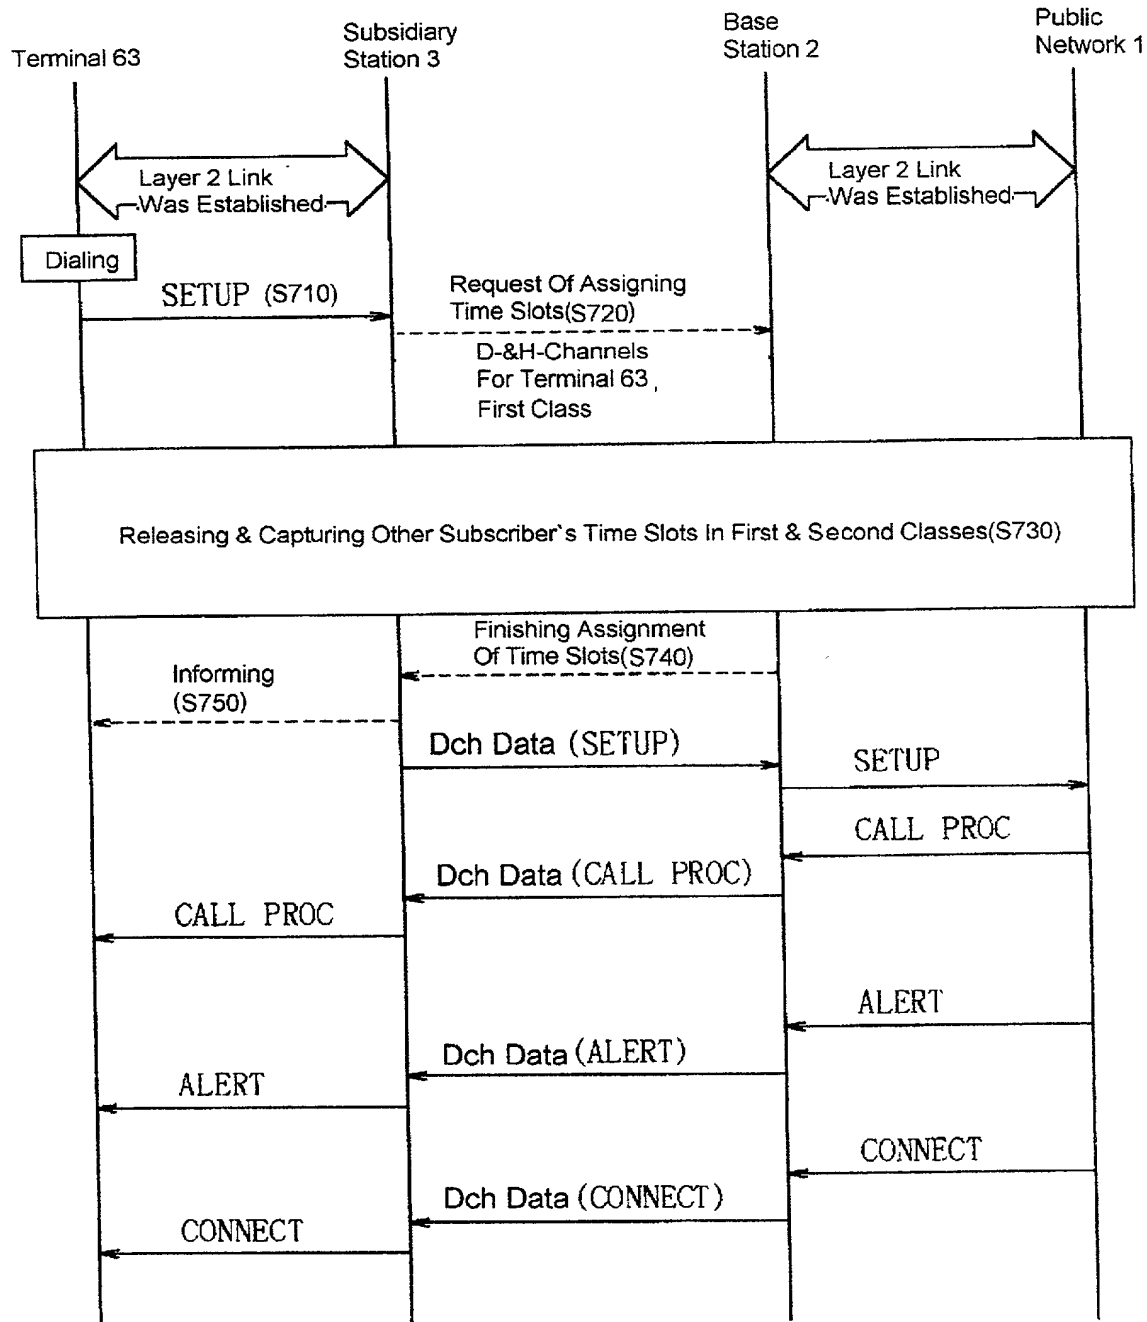 Terminal 63
Subsidiary
Station 3
Base
Station 2
Public
Network 1
Layer 2 Link
Was Established
Layer 2 Link
Was Established
Dialing
SETUP (S710)
Request Of Assigning
Time Slots(S720)
D-&H-Channels
For Terminal 63,
First Class
Releasing & Capturing Other Subscriber`s Time Slots In First & Second Classes(S730)
Finishing Assignment
Of Time Slots(S740)
Informing
(S750)
Dch Data (SETUP)
SETUP
CALL PROC
Dch Data (CALL PROC)
CALL PROC
ALERT
Dch Data (ALERT)
ALERT
CONNECT
Dch Data (CONNECT)
CONNECT